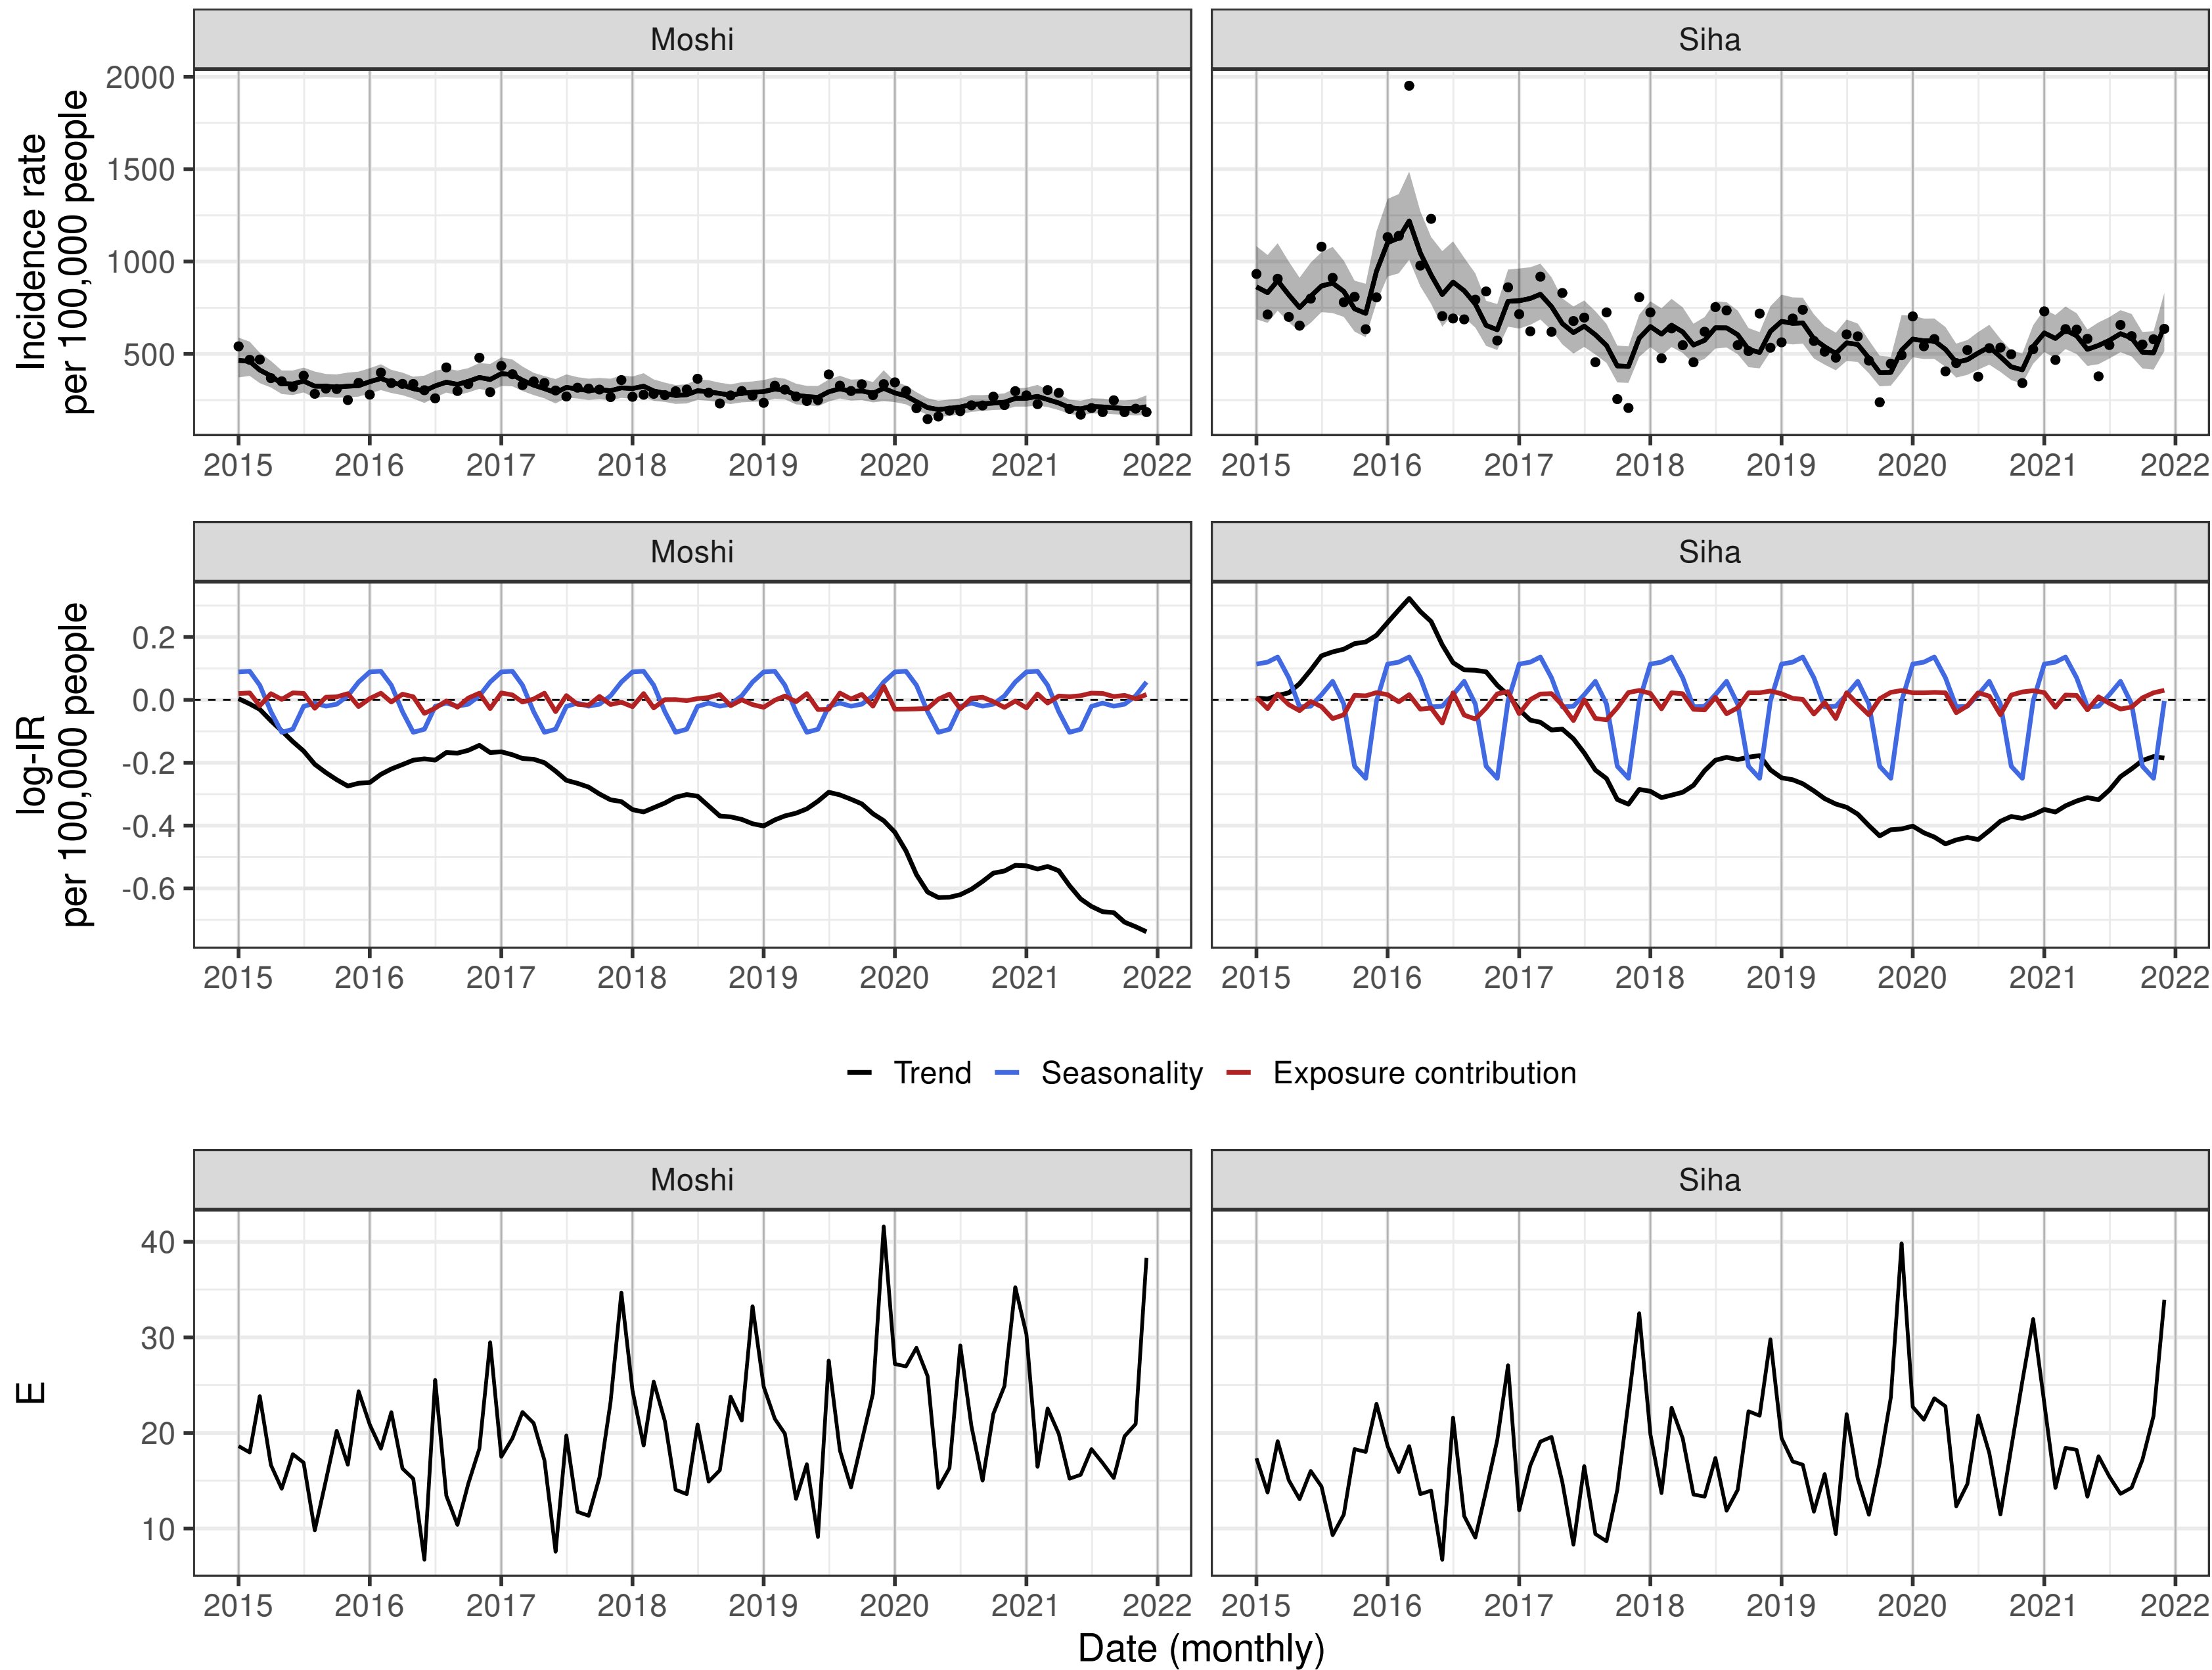 Moshi Siha
Incidence rate
per 100,000 people
2000
1500
1000
500
2015 2016 2017 2018 2019 2020 2021 2022 2015 2016 2017 2018 2019 2020 2021 2022
Moshi Siha
log-IR
per 100,000 people
0.2
0.0
-0.2
-0.4
-0.6
2015 2016 2017 2018 2019 2020 2021 2022 2015 2016 2017 2018 2019 2020 2021 2022
Trend Seasonality Exposure contribution
Moshi Siha
E
40
30
20
10
2015 2016 2017 2018 2019 2020 2021 2022 2015 2016 2017 2018 2019 2020 2021 2022
Date (monthly)